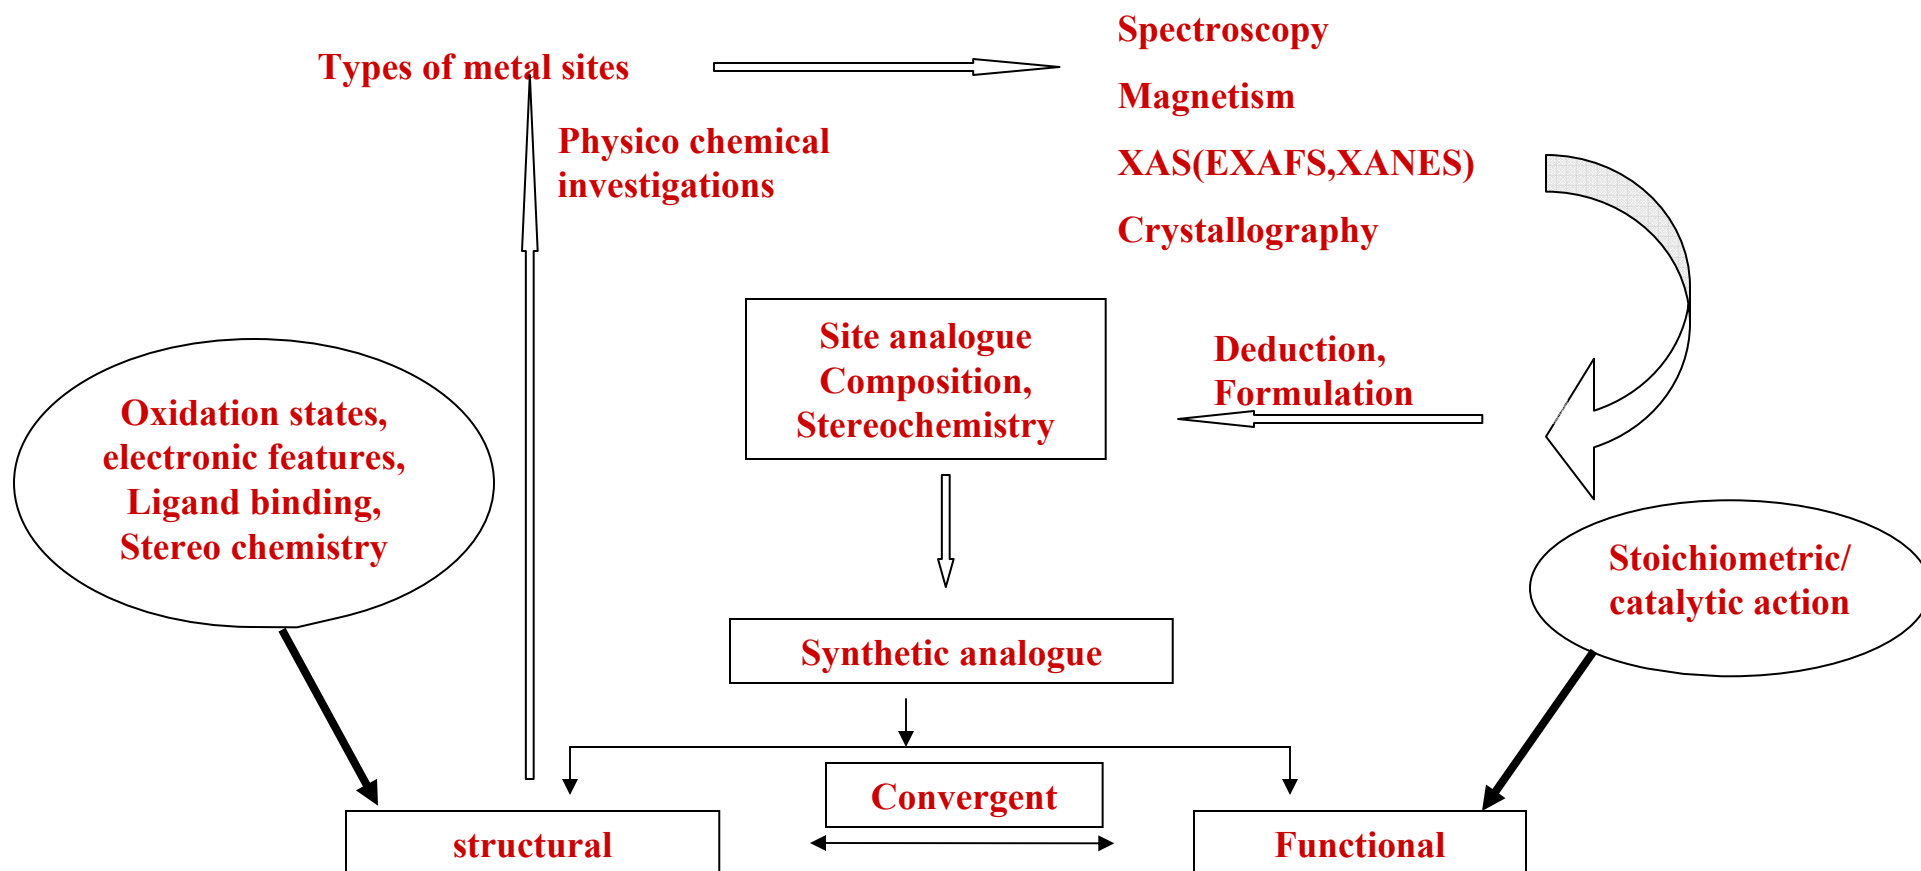 Types of metal sites
Spectroscopy
Magnetism
XAS(EXAFS,XANES)
Crystallography
Physico chemical
investigations
Site analogue
Composition,
Stereochemistry
Deduction,
Formulation
Oxidation states,
electronic features,
Ligand binding,
Stereo chemistry
Stoichiometric/
catalytic action
Synthetic analogue
Convergent
structural
Functional